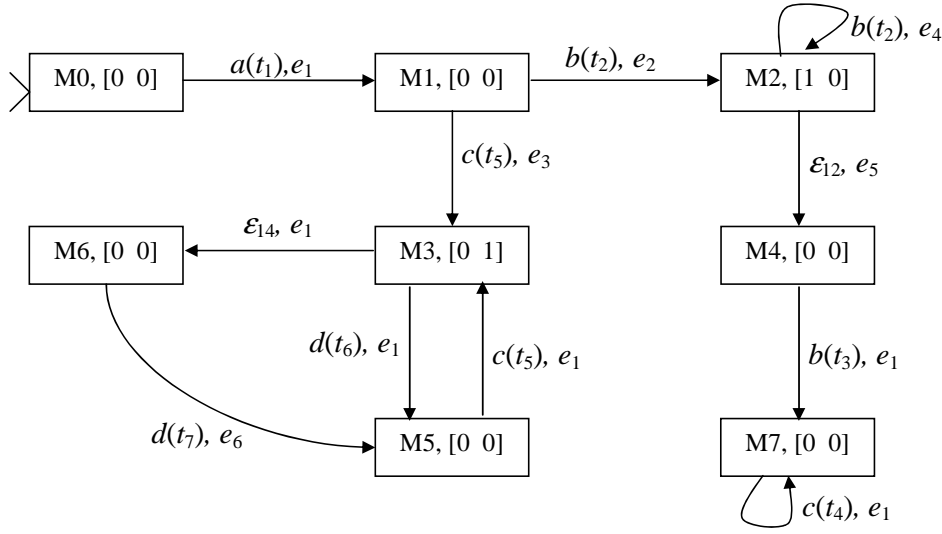 M0, [0 0]
a(t₁),e₁
M1, [0 0]
b(t₂), e₂
M2, [1 0]
b(t₂), e₄
c(t₅), e₃
ε₁₂, e₅
M6, [0 0]
ε₁₄, e₁
M3, [0 1]
M4, [0 0]
d(t₆), e₁
c(t₅), e₁
b(t₃), e₁
d(t₇), e₆
M5, [0 0]
M7, [0 0]
c(t₄), e₁